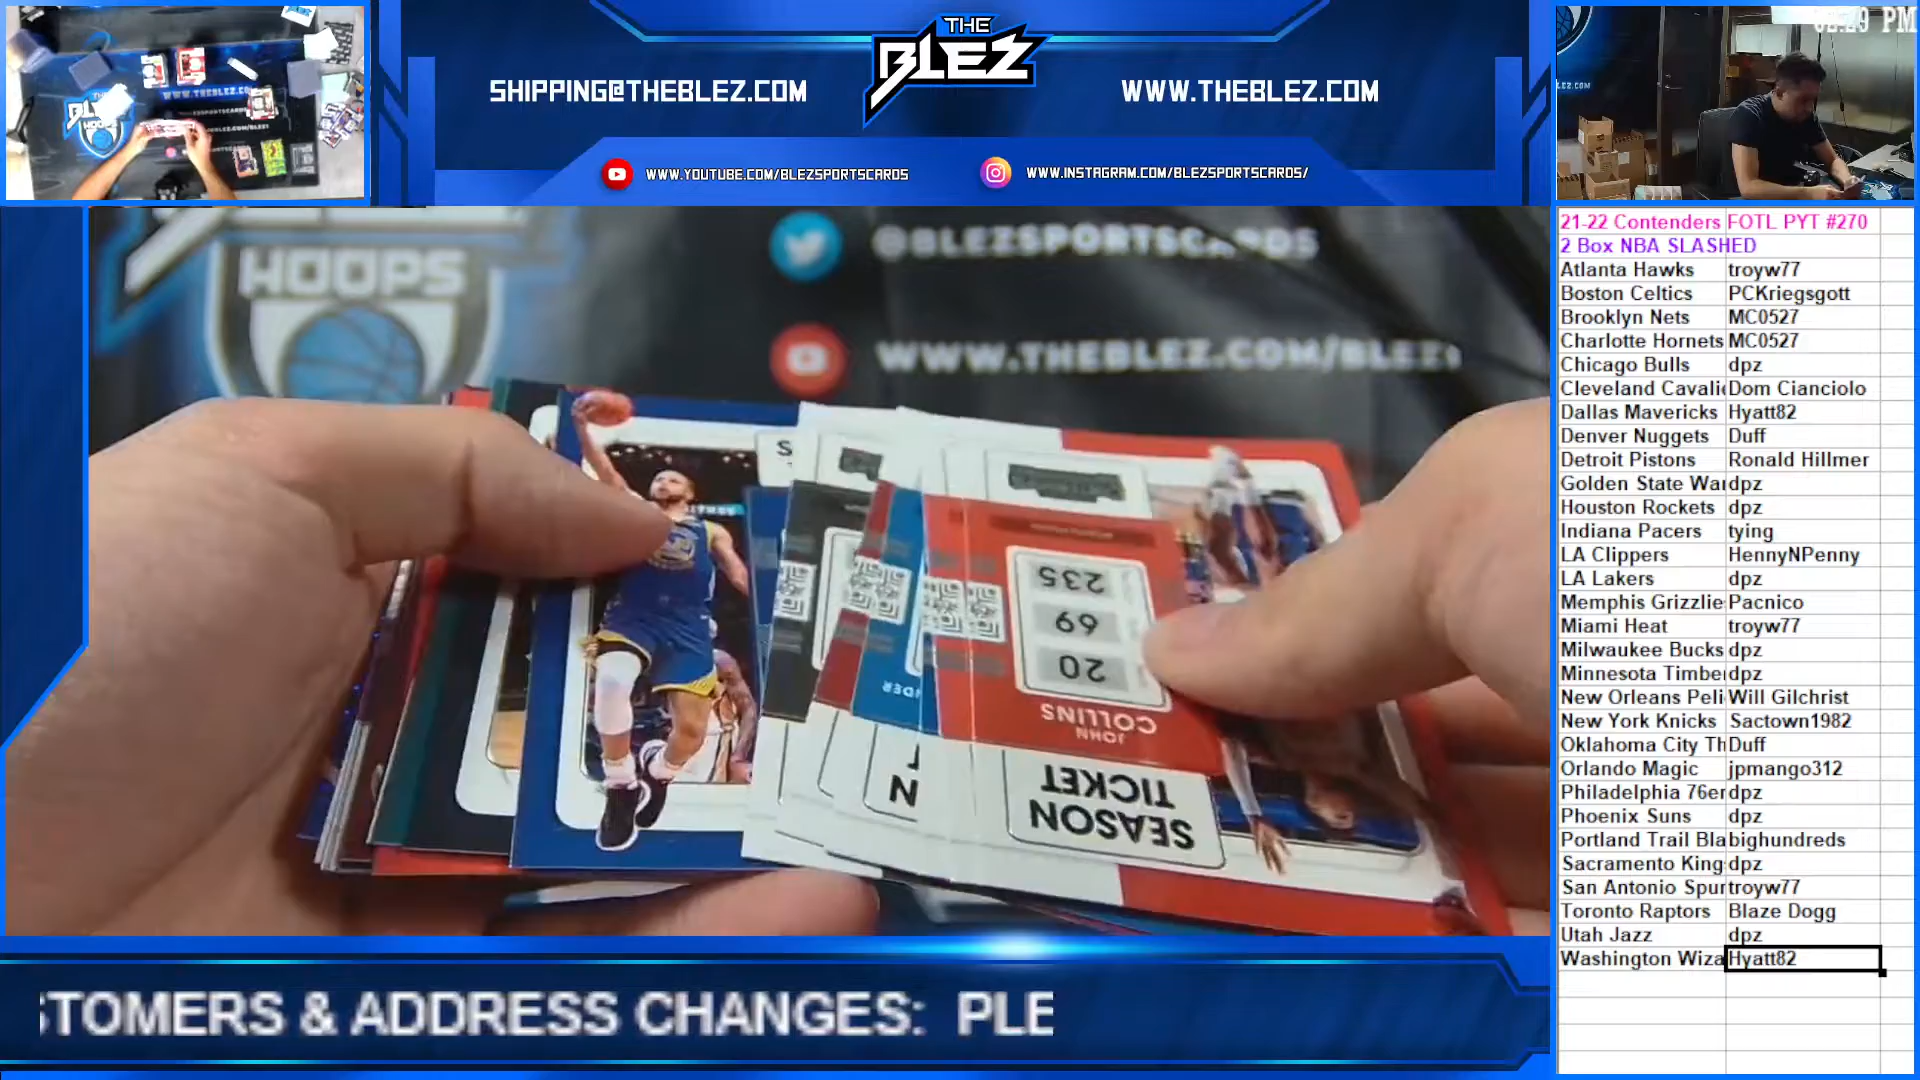 THE
BLEZ
SHIPPING@THEBLEZ.COM
WWW.THEBLEZ.COM
WWW.YOUTUBE.COM/BLEZSPORTSCARDS
WWW.INSTAGRAM.COM/BLEZSPORTSCARDS/
HOOPS
@BLEZSPORTSCARDS
WWW.THEBLEZ.COM/BLEZ
235
69
20
COLLINS
JOHN
TICKET
SEASON
STOMERS & ADDRESS CHANGES: PLE
21-22 Contenders FOTL PYT #270
2 Box NBA SLASHED
Atlanta Hawks troyw77
Boston Celtics PCKriegsgott
Brooklyn Nets MC0527
Charlotte Hornets MC0527
Chicago Bulls dpz
Cleveland Cavali Dom Cianciolo
Dallas Mavericks Hyatt82
Denver Nuggets Duff
Detroit Pistons Ronald Hillmer
Golden State War dpz
Houston Rockets dpz
Indiana Pacers tying
LA Clippers HennyNPenny
LA Lakers dpz
Memphis Grizzlie Pacnico
Miami Heat troyw77
Milwaukee Bucks dpz
Minnesota Timbe dpz
New Orleans Peli Will Gilchrist
New York Knicks Sactown1982
Oklahoma City Th Duff
Orlando Magic jpmango312
Philadelphia 76er dpz
Phoenix Suns dpz
Portland Trail Bla bighundreds
Sacramento King dpz
San Antonio Spur troyw77
Toronto Raptors Blaze Dogg
Utah Jazz dpz
Washington Wiza Hyatt82